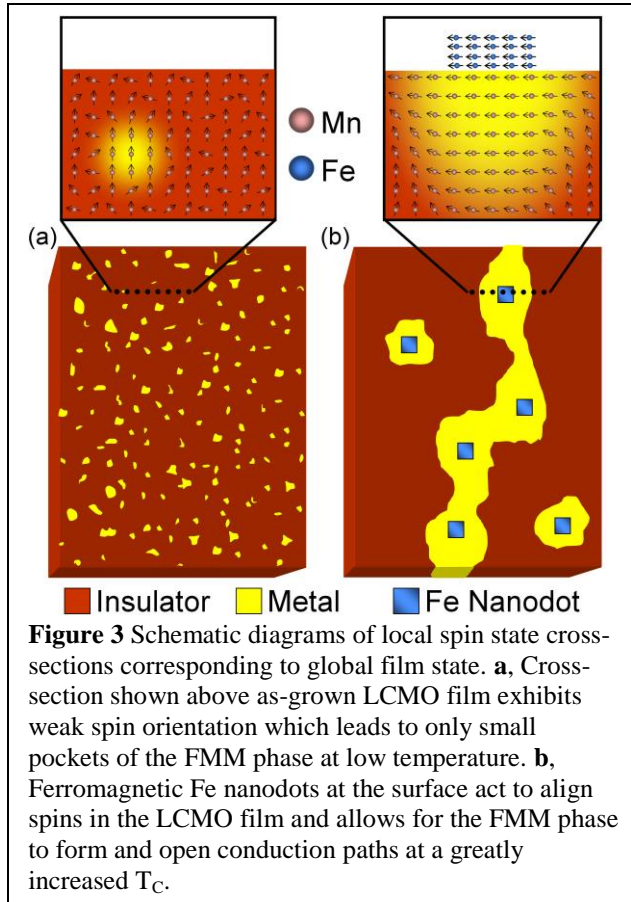 Mn
Fe
(a)
(b)
Insulator Metal Fe Nanodot
Figure 3 Schematic diagrams of local spin state cross-
sections corresponding to global film state. a, Cross-
section shown above as-grown LCMO film exhibits
weak spin orientation which leads to only small
pockets of the FMM phase at low temperature. b,
Ferromagnetic Fe nanodots at the surface act to align
spins in the LCMO film and allows for the FMM phase
to form and open conduction paths at a greatly
increased TC.